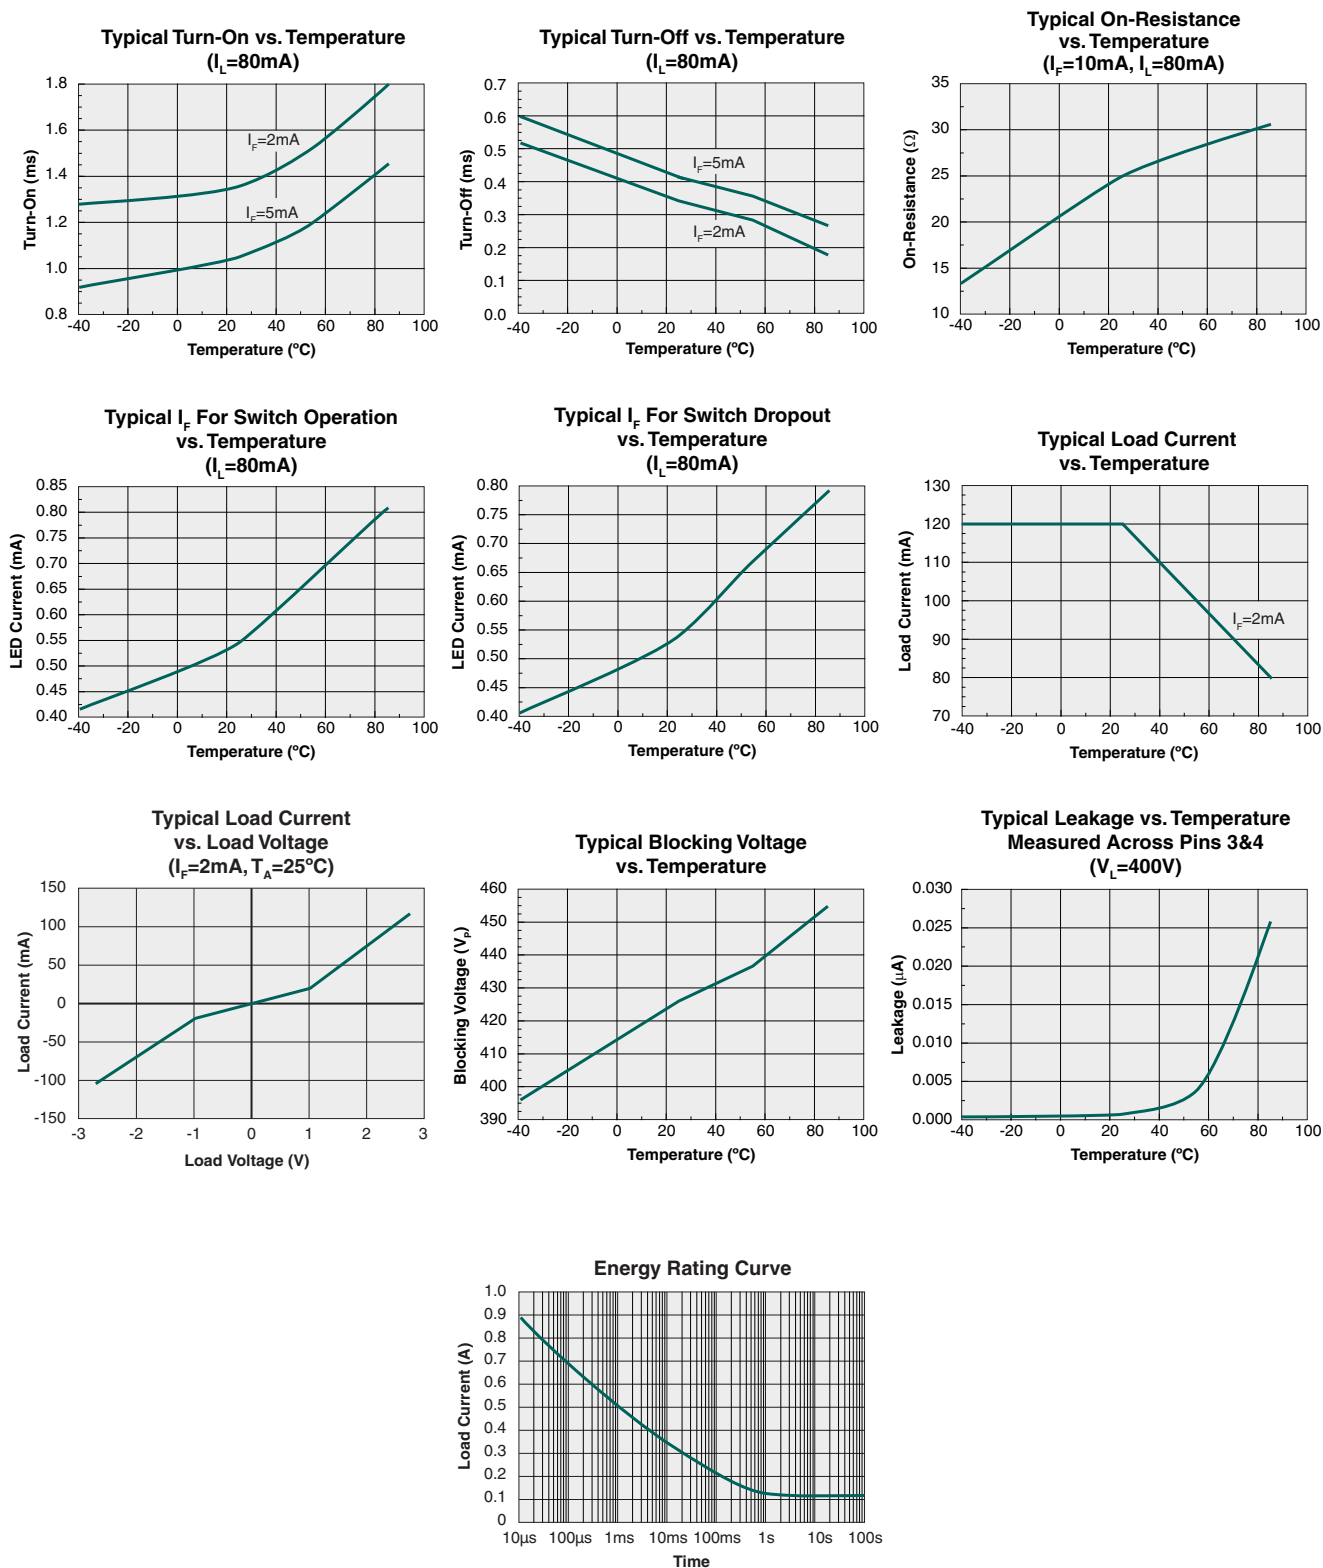 Typical Turn-On vs. Temperature
(IL=80mA)
1.8
1.6
1.4
1.2
1.0
0.8
Turn-On (ms)
IF=2mA
IF=5mA
-40 -20 0 20 40 60 80 100
Temperature (ºC)
Typical Turn-Off vs. Temperature
(IL=80mA)
0.7
0.6
0.5
0.4
0.3
0.2
0.1
0.0
Turn-Off (ms)
IF=5mA
IF=2mA
-40 -20 0 20 40 60 80 100
Temperature (ºC)
Typical On-Resistance
vs. Temperature
(IF=10mA, IL=80mA)
35
30
25
20
15
10
On-Resistance (Ω)
-40 -20 0 20 40 60 80 100
Temperature (ºC)
Typical IF For Switch Operation
vs. Temperature
(IL=80mA)
0.85
0.80
0.75
0.70
0.65
0.60
0.55
0.50
0.45
0.40
LED Current (mA)
-40 -20 0 20 40 60 80 100
Temperature (ºC)
Typical IF For Switch Dropout
vs. Temperature
(IL=80mA)
0.80
0.75
0.70
0.65
0.60
0.55
0.50
0.45
0.40
LED Current (mA)
-40 -20 0 20 40 60 80 100
Temperature (ºC)
Typical Load Current
vs. Temperature
130
120
110
100
90
80
70
Load Current (mA)
IF=2mA
-40 -20 0 20 40 60 80 100
Temperature (ºC)
Typical Load Current
vs. Load Voltage
(IF=2mA, TA=25ºC)
150
100
50
0
-50
-100
-150
Load Current (mA)
-3 -2 -1 0 1 2 3
Load Voltage (V)
Typical Blocking Voltage
vs. Temperature
460
450
440
430
420
410
400
390
Blocking Voltage (VP)
-40 -20 0 20 40 60 80 100
Temperature (ºC)
Typical Leakage vs. Temperature
Measured Across Pins 3&4
(VL=400V)
0.030
0.025
0.020
0.015
0.010
0.005
0.000
Leakage (μA)
-40 -20 0 20 40 60 80 100
Temperature (ºC)
Energy Rating Curve
1.0
0.9
0.8
0.7
0.6
0.5
0.4
0.3
0.2
0.1
0
Load Current (A)
10μs 100μs 1ms 10ms 100ms 1s 10s 100s
Time